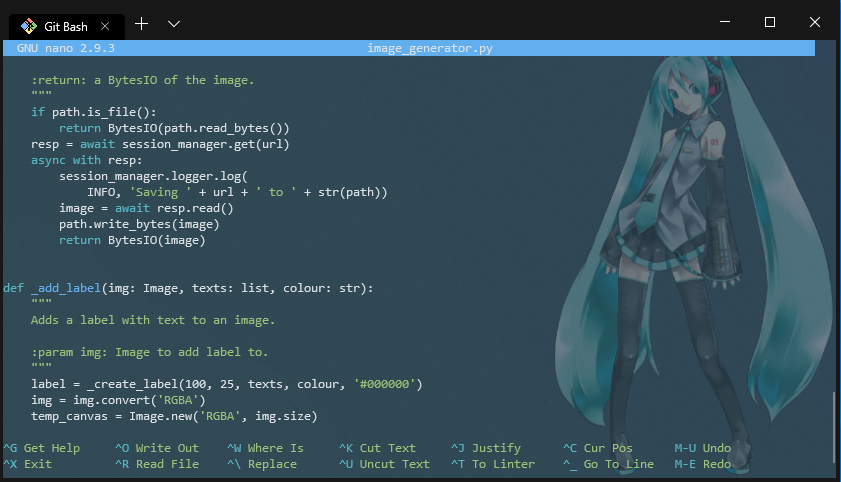 Git Bash
GNU nano 2.9.3 image_generator.py
:return: a BytesIO of the image.
"""
if path.is_file():
return BytesIO(path.read_bytes())
resp = await session_manager.get(url)
async with resp:
session_manager.logger.log(
INFO, 'Saving ' + url + ' to ' + str(path))
image = await resp.read()
path.write_bytes(image)
return BytesIO(image)
def _add_label(img: Image, texts: list, colour: str):
"""
Adds a label with text to an image.
:param img: Image to add label to.
"""
label = _create_label(100, 25, texts, colour, '#000000')
img = img.convert('RGBA')
temp_canvas = Image.new('RGBA', img.size)
^G Get Help ^O Write Out ^W Where Is ^K Cut Text ^J Justify ^C Cur Pos M-U Undo
^X Exit ^R Read File ^\ Replace ^U Uncut Text ^T To Linter ^_ Go To Line M-E Redo